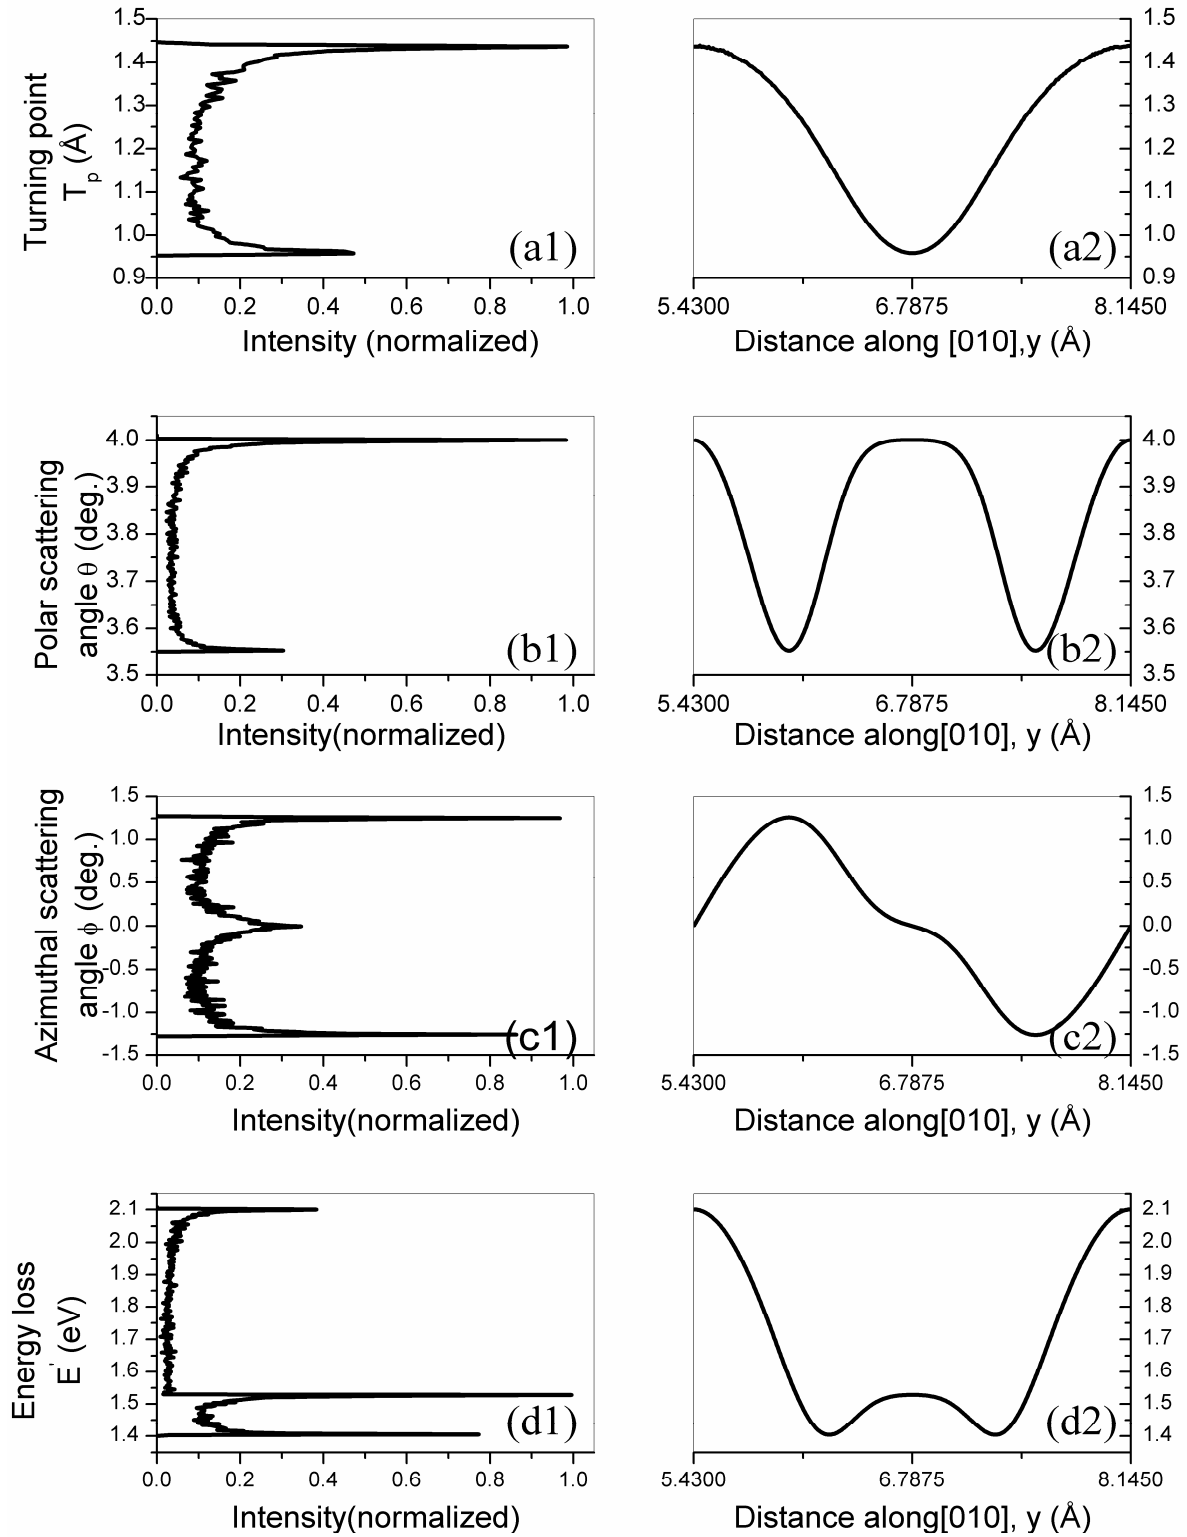 1.5
1.4
1.3
1.2
1.1
1.0
0.9
Turning point
Tp (Å)
(a1)
0.0 0.2 0.4 0.6 0.8 1.0
Intensity (normalized)
1.5
1.4
1.3
1.2
1.1
1.0
0.9
(a2)
5.4300 6.7875 8.1450
Distance along [010],y (Å)
4.0
3.9
3.8
3.7
3.6
3.5
Polar scattering
angle θ (deg.)
(b1)
0.0 0.2 0.4 0.6 0.8 1.0
Intensity(normalized)
4.0
3.9
3.8
3.7
3.6
3.5
(b2)
5.4300 6.7875 8.1450
Distance along[010], y (Å)
1.5
1.0
0.5
0.0
-0.5
-1.0
-1.5
Azimuthal scattering
angle ϕ (deg.)
(c1)
0.0 0.2 0.4 0.6 0.8 1.0
Intensity(normalized)
1.5
1.0
0.5
0.0
-0.5
-1.0
-1.5
(c2)
5.4300 6.7875 8.1450
Distance along[010], y (Å)
2.1
2.0
1.9
1.8
1.7
1.6
1.5
1.4
Energy loss
E' (eV)
(d1)
0.0 0.2 0.4 0.6 0.8 1.0
Intensity(normalized)
2.1
2.0
1.9
1.8
1.7
1.6
1.5
1.4
(d2)
5.4300 6.7875 8.1450
Distance along[010], y (Å)